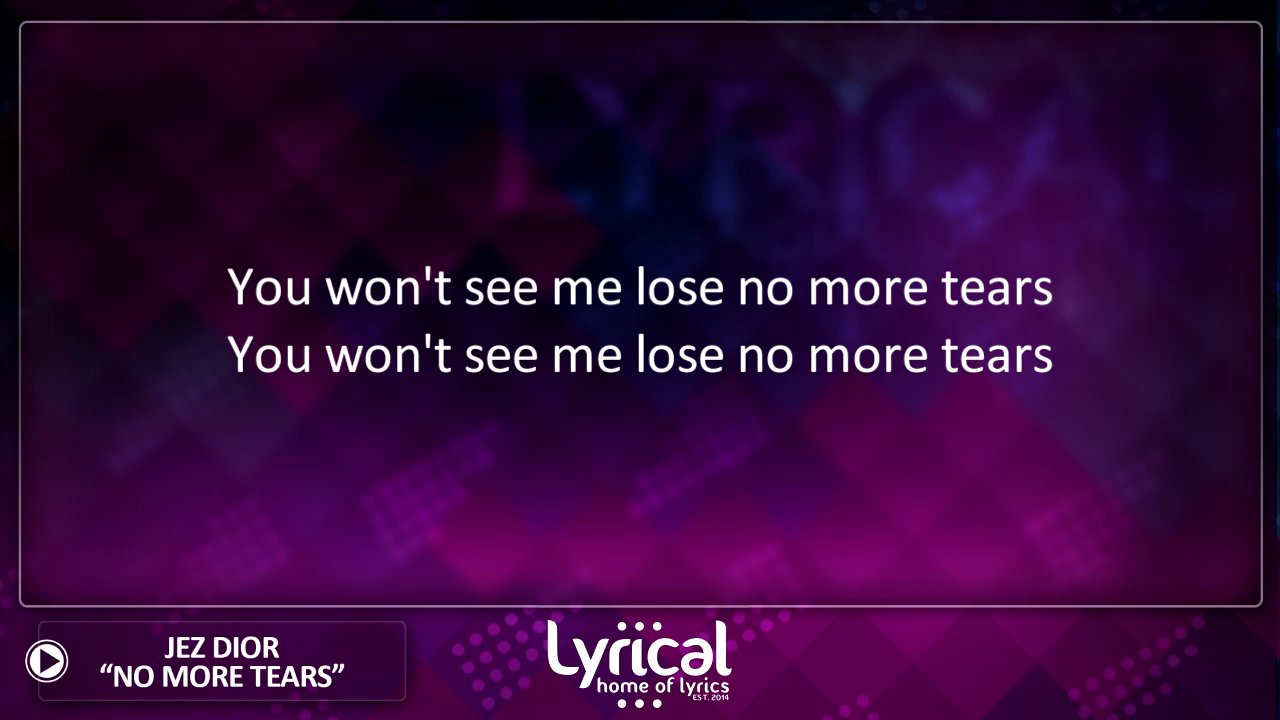 LYRICAL
You won't see me lose no more tears
You won't see me lose no more tears
JEZ DIOR
“NO MORE TEARS”
Lyrical
home of lyrics
EST. 2014